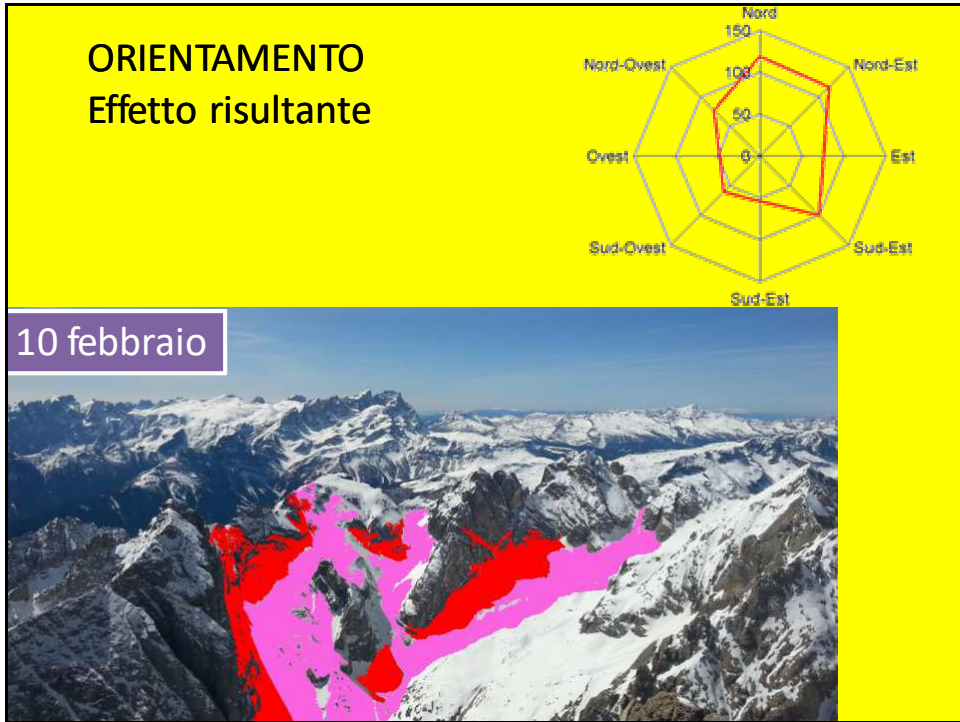 ORIENTAMENTO
Effetto risultante
Nord
150
Nord-Ovest
100
Nord-Est
50
Ovest
0
Est
Sud-Ovest
Sud-Est
Sud-Est
10 febbraio